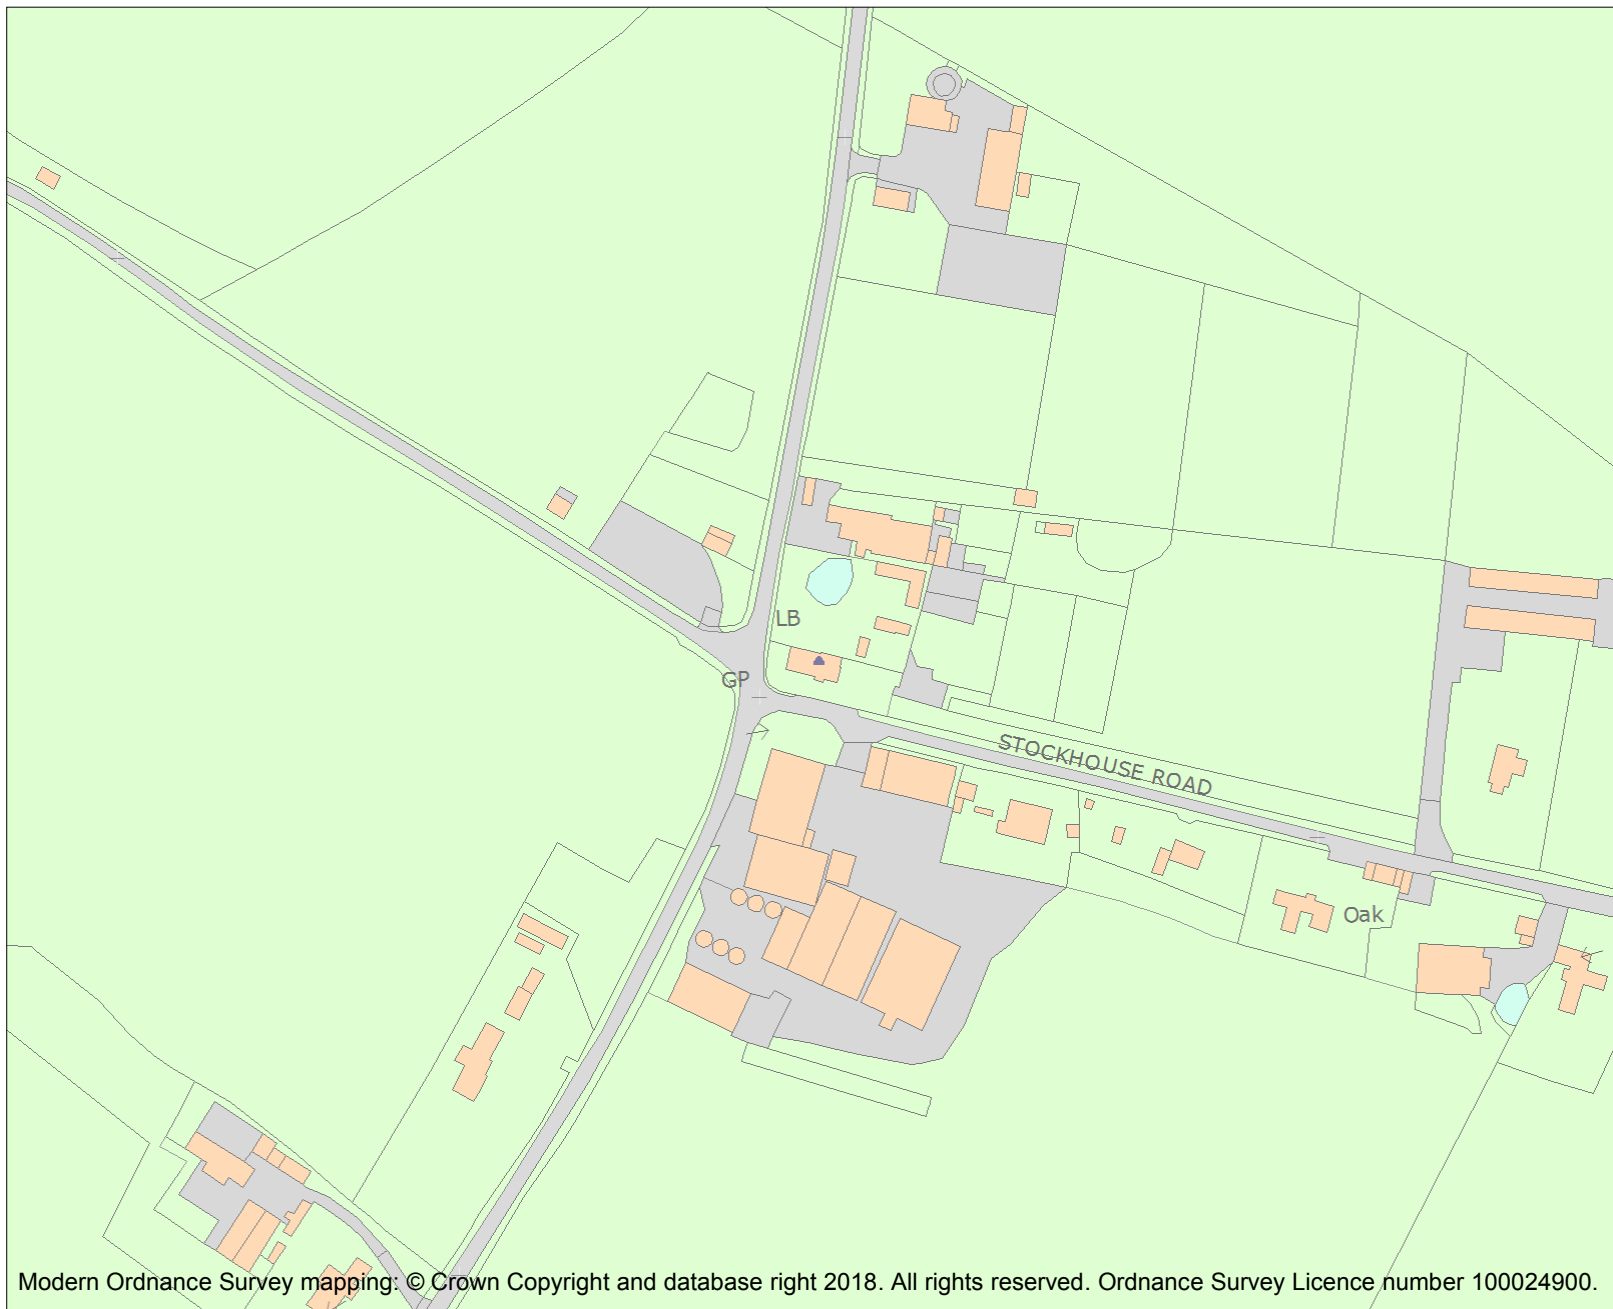 LB
GP
STOCKHOUSE ROAD
Oak
Modern Ordnance Survey mapping: © Crown Copyright and database right 2018. All rights reserved. Ordnance Survey Licence number 100024900.